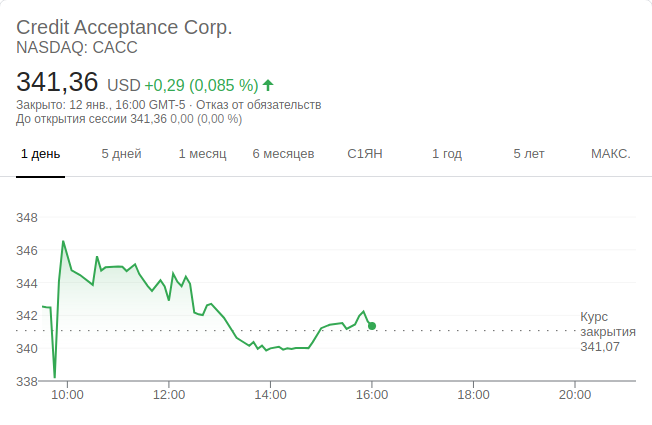 Credit Acceptance Corp.
NASDAQ: CACC
341,36 USD +0,29 (0,085 %)
Закрыто: 12 янв., 16:00 GMT-5 · Отказ от обязательств
До открытия сессии 341,36 0,00 (0,00 %)
1 день 5 дней 1 месяц 6 месяцев С1ЯН 1 год 5 лет МАКС.
348
346
344
342
340
338
Курс
закрытия
341,07
10:00 12:00 14:00 16:00 18:00 20:00